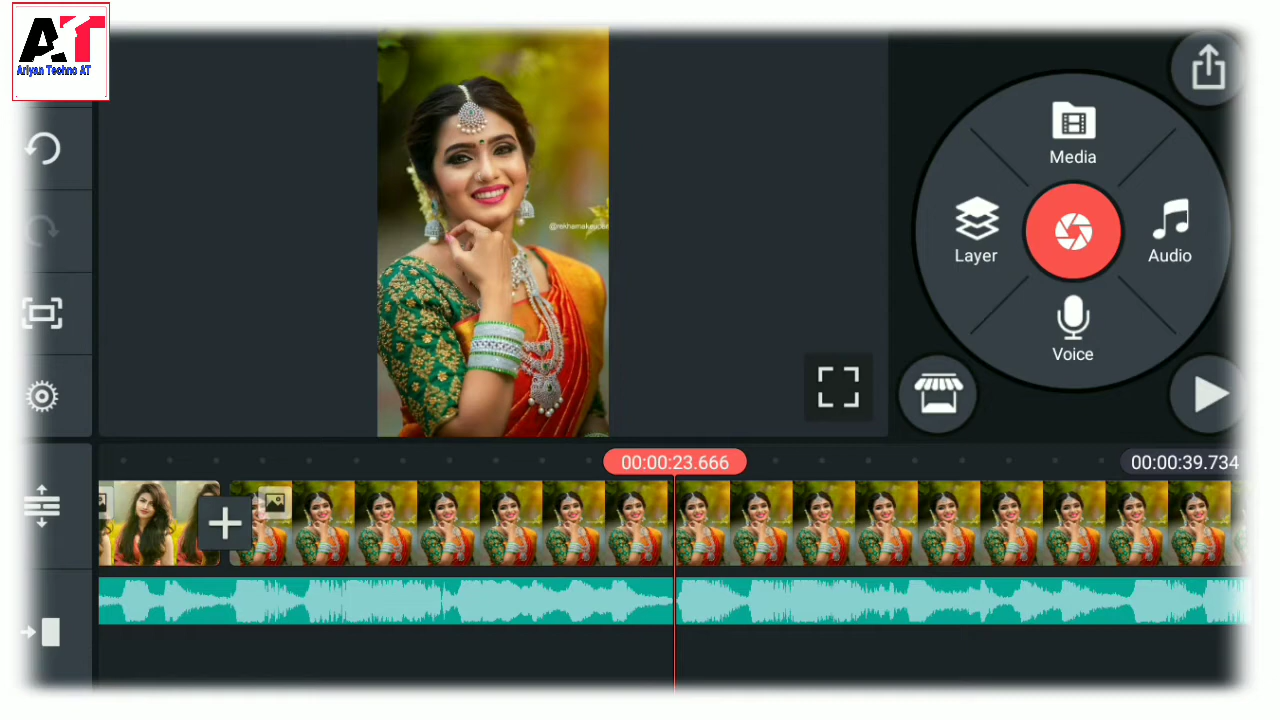 AT
Ariyan Techno AT
Media
Layer
Audio
Voice
00:00:23.666
00:00:39.734